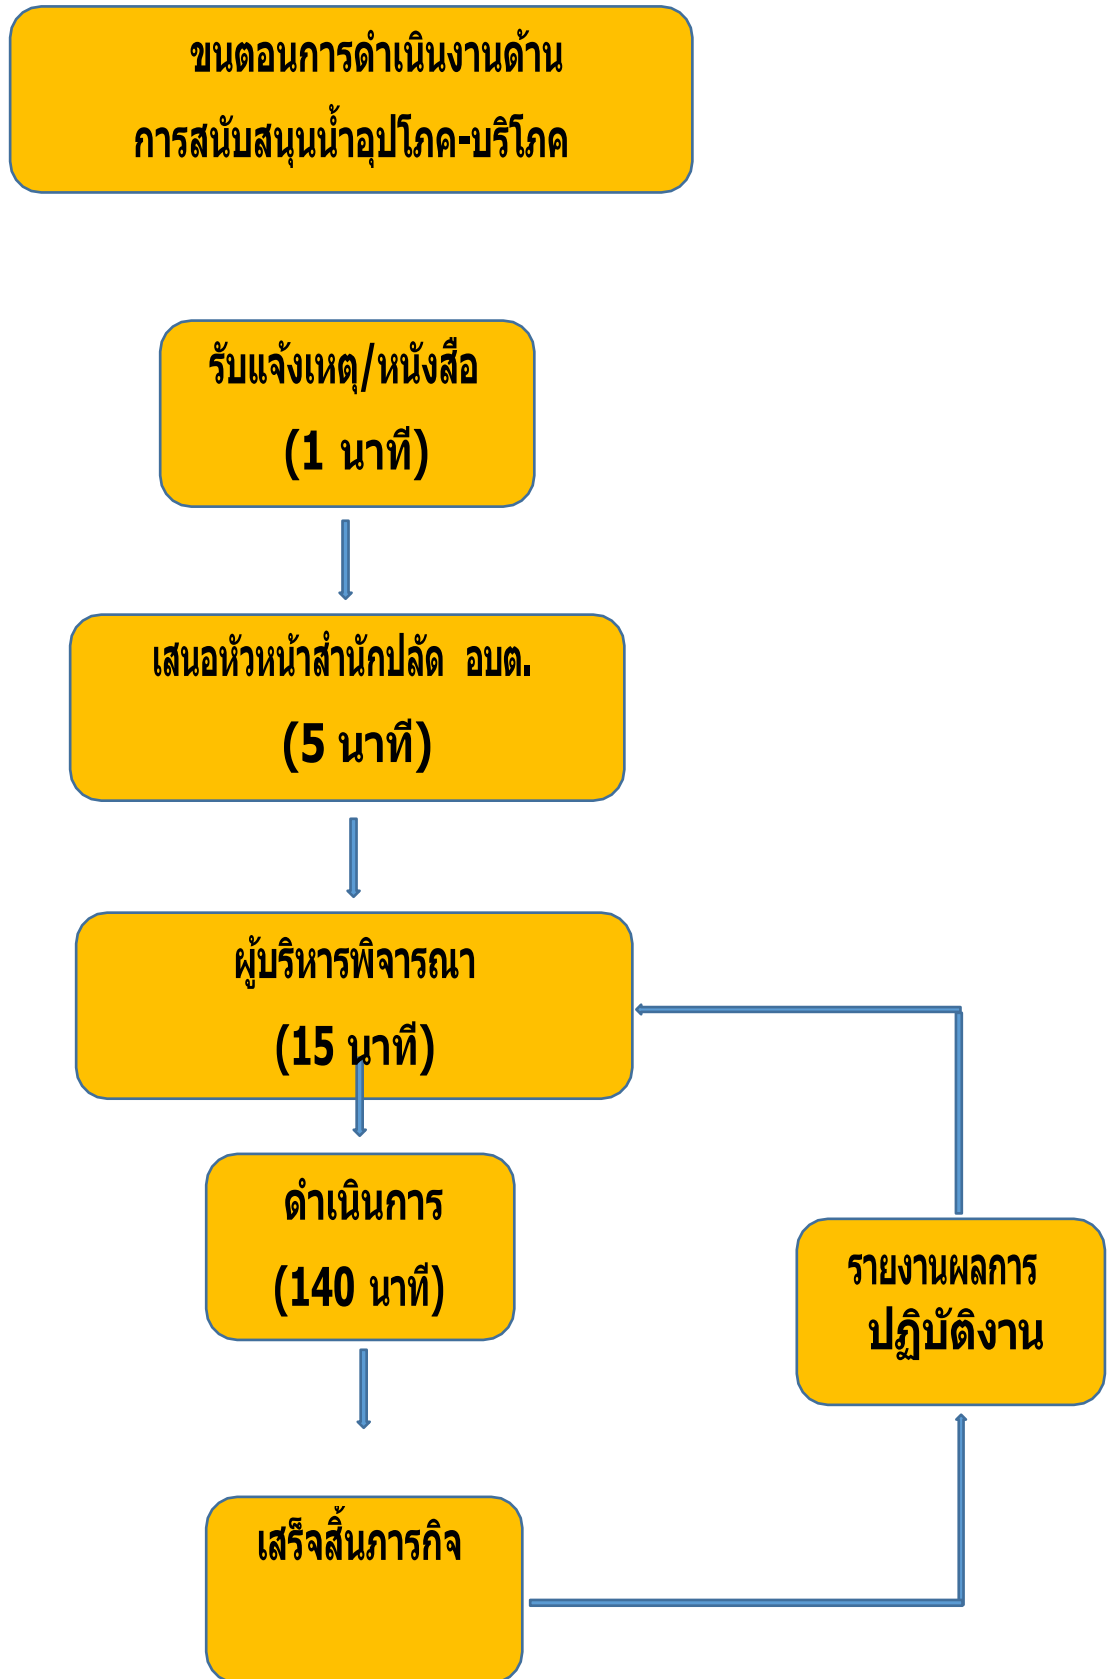 ขนตอนการดำเนินงานด้าน
การสนับสนุนน้ำอุปโภค-บริโภค
รับแจ้งเหตุ/หนังสือ
(1 นาที)
เสนอหัวหน้าสำนักปลัด อบต.
(5 นาที)
ผู้บริหารพิจารณา
(15 นาที)
ดำเนินการ
(140 นาที)
รายงานผลการ
ปฏิบัติงาน
เสร็จสิ้นภารกิจ